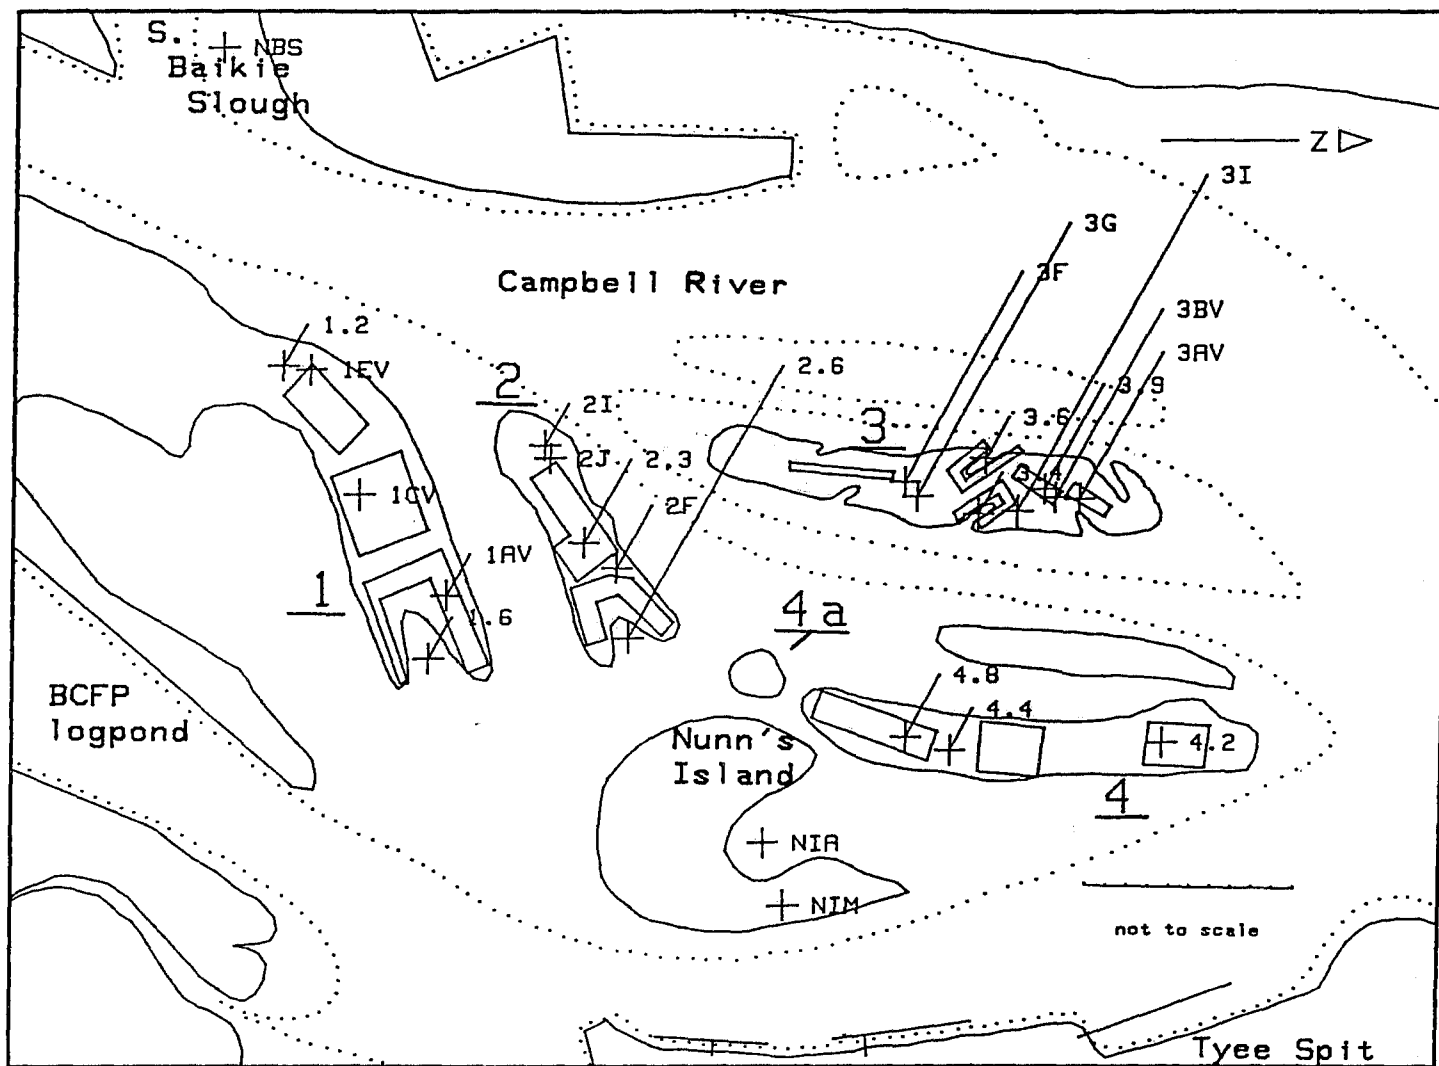 S.
NBS
Baikie
Slough
Z
3I
3G
Campbell River
3F
3BV
1.2
3AV
1EV
2.6
2
3.9
2I
3
3.6
2J
2.3
1CV
2F
1AV
1
1.6
4a
4.8
BCFP
logpond
4.4
Nunn's
Island
4.2
4
NIA
NIM
not to scale
Tyee Spit